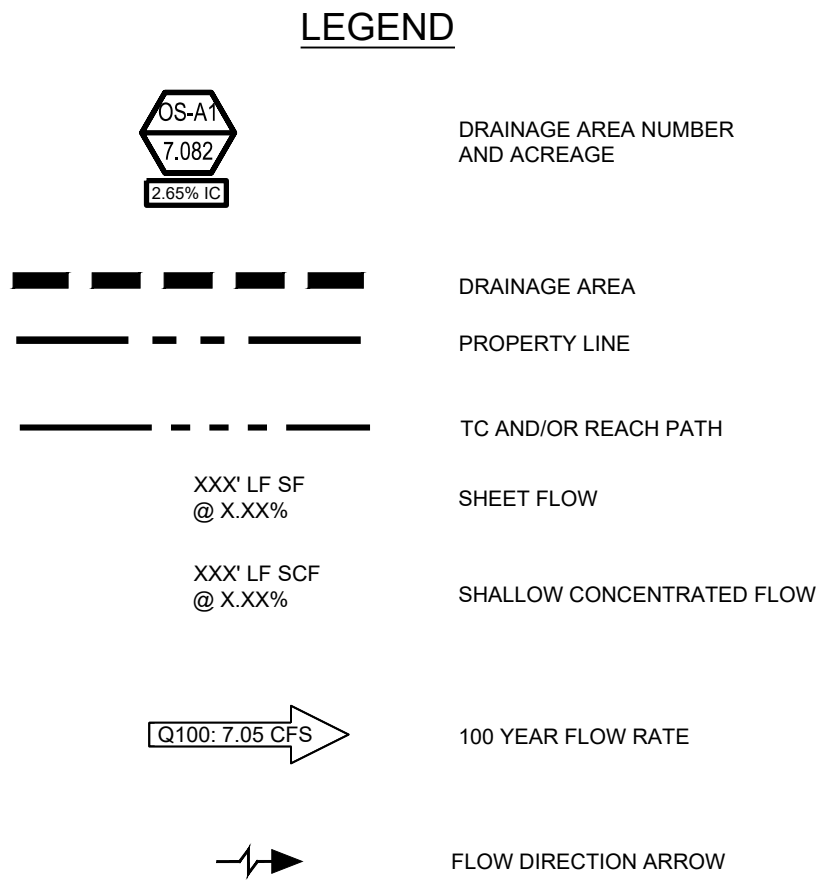 LEGEND
OS-A1
7.082
2.65% IC
DRAINAGE AREA NUMBER
AND ACREAGE
DRAINAGE AREA
PROPERTY LINE
TC AND/OR REACH PATH
XXX' LF SF
@ X.XX%
SHEET FLOW
XXX' LF SCF
@ X.XX%
SHALLOW CONCENTRATED FLOW
Q100: 7.05 CFS
100 YEAR FLOW RATE
FLOW DIRECTION ARROW